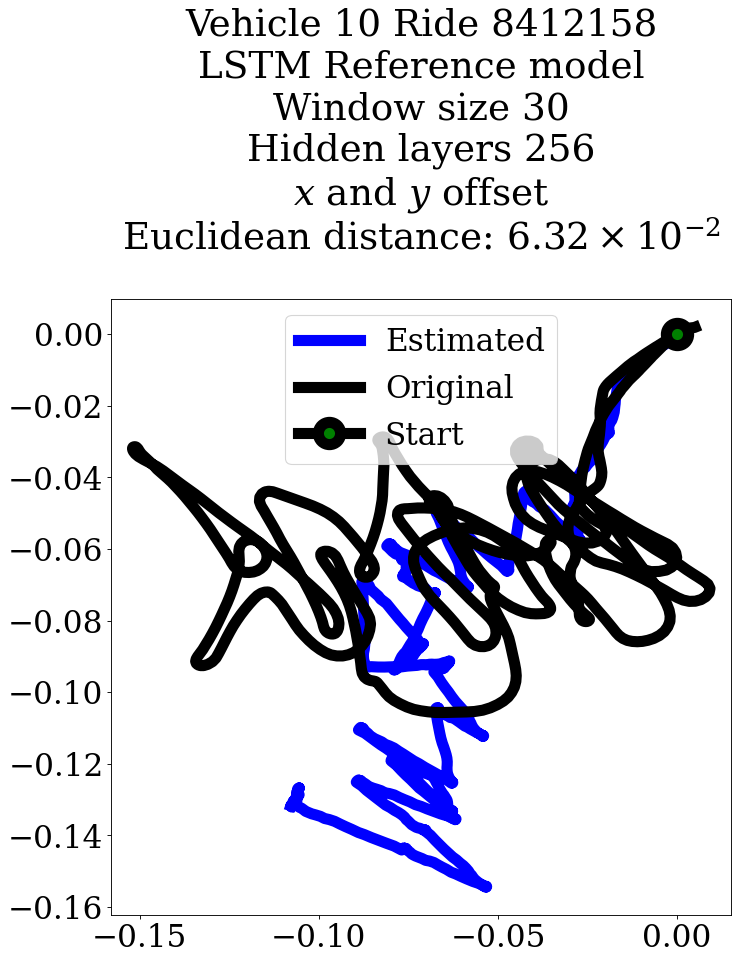 Vehicle 10 Ride 8412158
LSTM Reference model
Window size 30
Hidden layers 256
x and y offset
Euclidean distance: 6.32 × 10⁻²
Estimated
Original
Start
0.00
−0.02
−0.04
−0.06
−0.08
−0.10
−0.12
−0.14
−0.16
−0.15
−0.10
−0.05
0.00